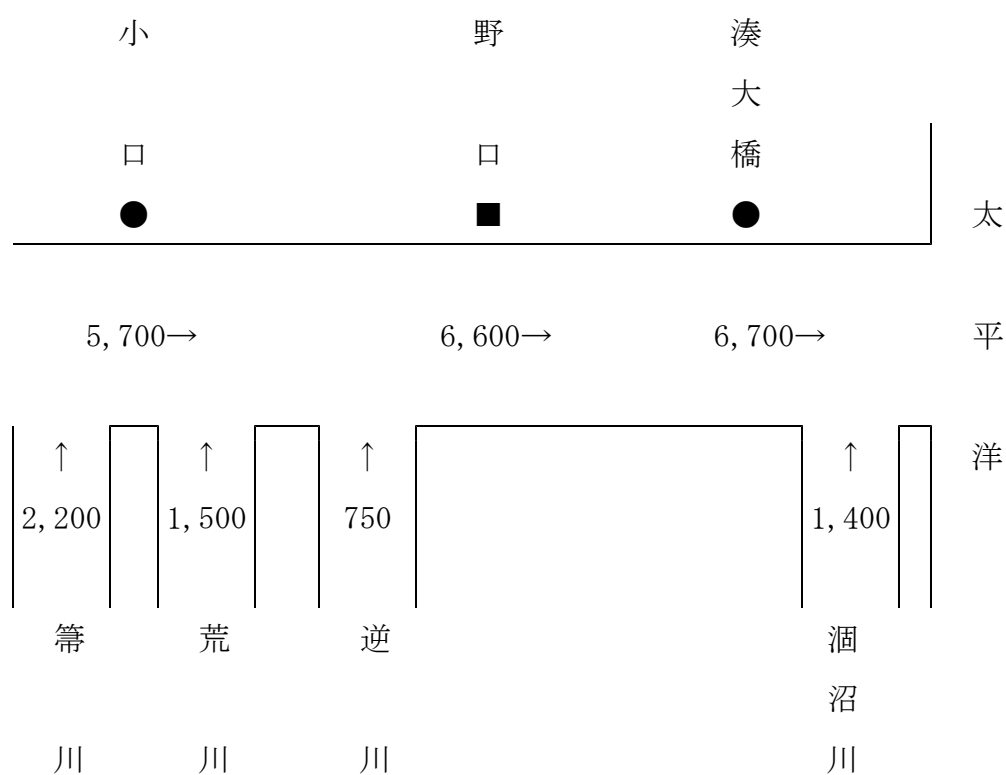 小口
野口
湊大橋
●
■
●
太平洋
5,700→
6,600→
6,700→
↑
↑
↑
↑
2,200
1,500
750
1,400
箒川
荒川
逆川
涸沼川